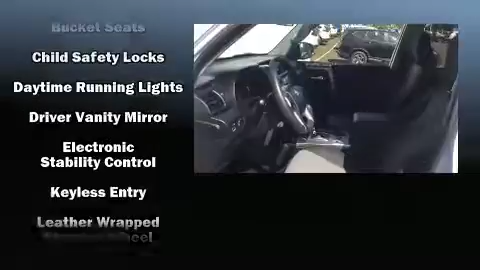 Bucket Seats
Child Safety Locks
Daytime Running Lights
Driver Vanity Mirror
Electronic
Stability Control
Keyless Entry
Leather Wrapped